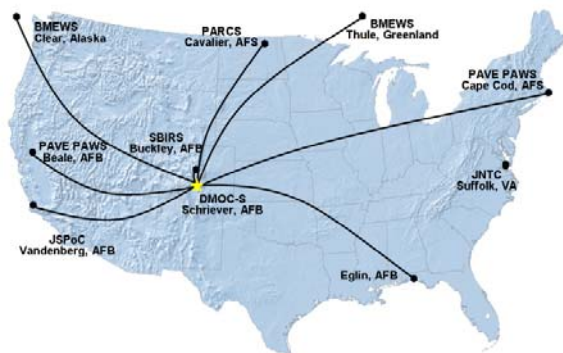 BMEWS
Clear, Alaska
PARCS
Cavalier, AFS
BMEWS
Thule, Greenland
PAVE PAWS
Cape Cod, AFS
PAVE PAWS
Beale, AFB
SBIRS
Buckley, AFB
DMOC-S
Schriever, AFB
JNTC
Suffolk, VA
JSPoC
Vandenberg, AFB
Eglin, AFB